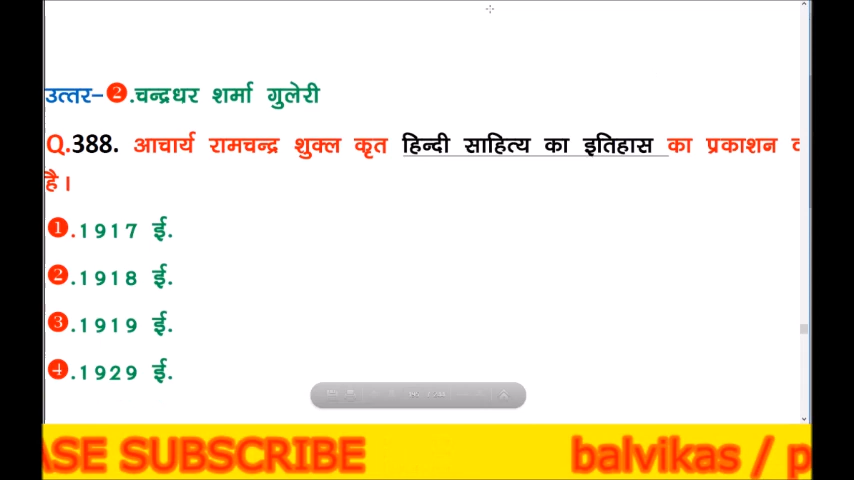 उत्तर-❷.चन्द्रधर शर्मा गुलेरी
Q.388. आचार्य रामचन्द्र शुक्ल कृत हिन्दी साहित्य का इतिहास का प्रकाशन
है।
❶.1917 ई.
❷.1918 ई.
❸.1919 ई.
❹.1929 ई.
ASE SUBSCRIBE balvikas / p